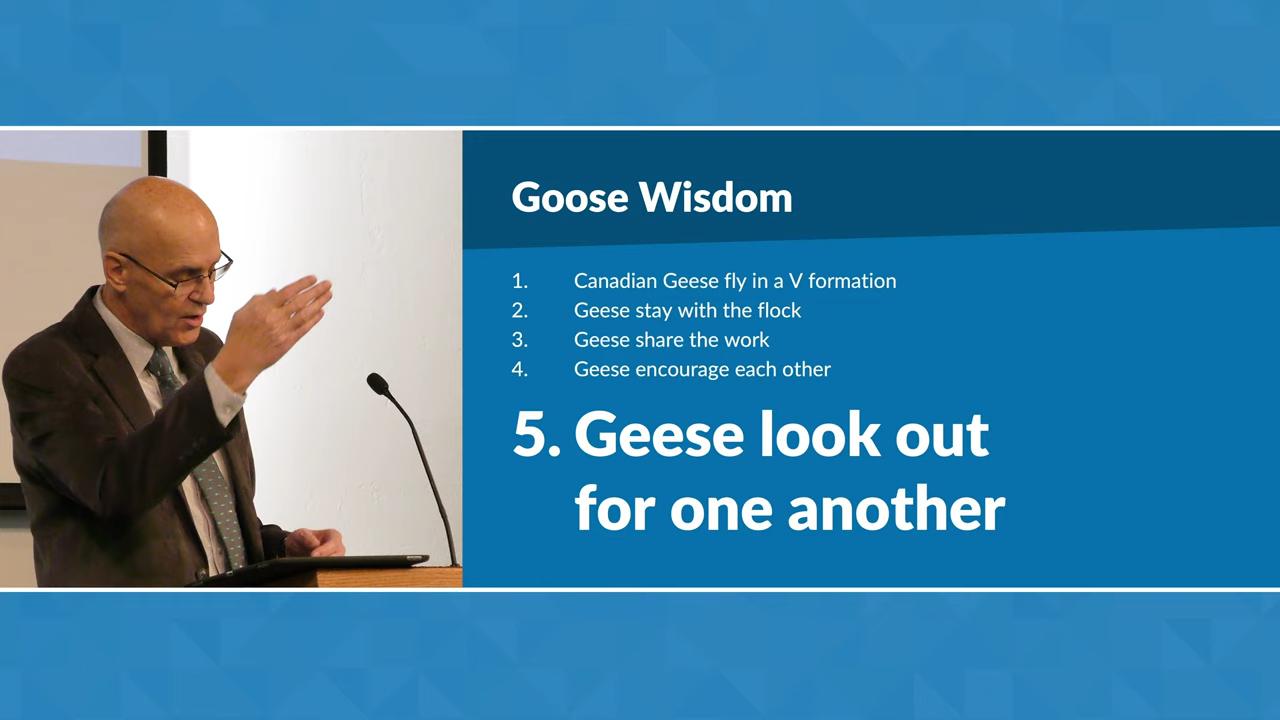 Goose Wisdom
1. Canadian Geese fly in a V formation
2. Geese stay with the flock
3. Geese share the work
4. Geese encourage each other
5. Geese look out
for one another